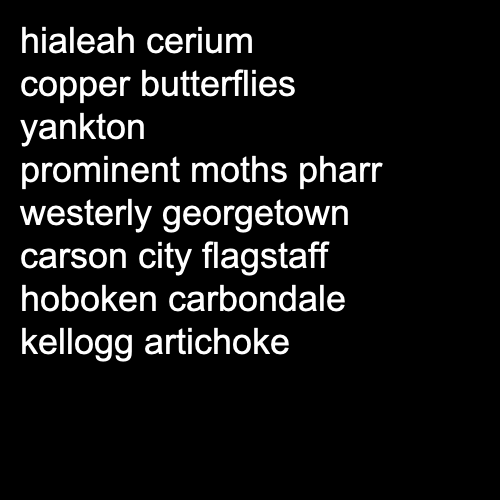 hialeah cerium
copper butterflies
yankton
prominent moths pharr
westerly georgetown
carson city flagstaff
hoboken carbondale
kellogg artichoke